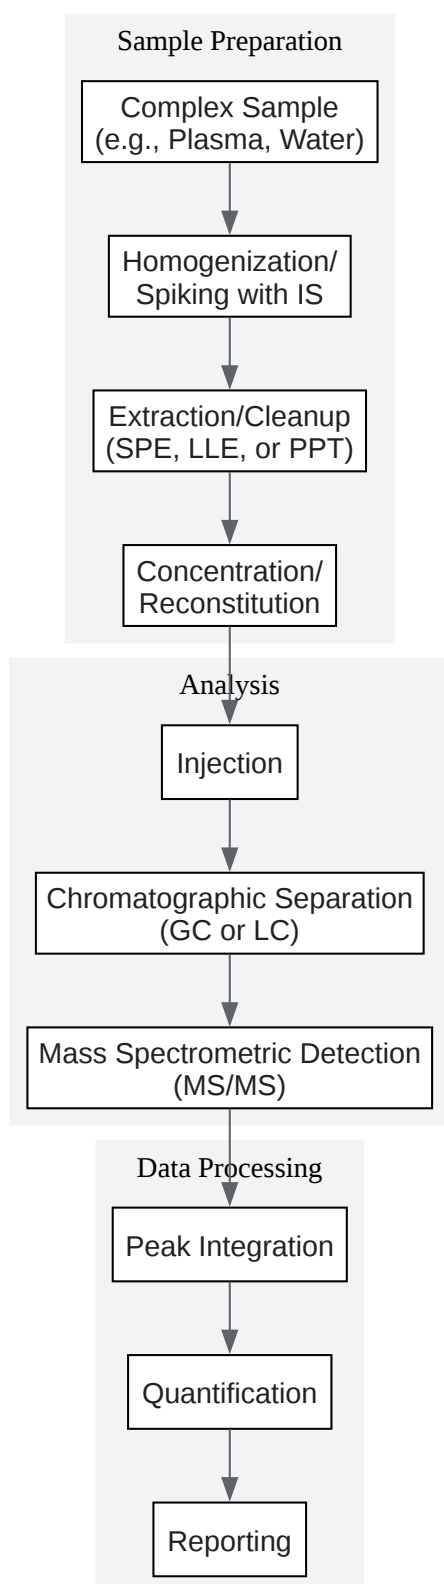 Sample Preparation
Complex Sample
(e.g., Plasma, Water)
Homogenization/
Spiking with IS
Extraction/Cleanup
(SPE, LLE, or PPT)
Concentration/
Reconstitution
Analysis
Injection
Chromatographic Separation
(GC or LC)
Mass Spectrometric Detection
(MS/MS)
Data Processing
Peak Integration
Quantification
Reporting